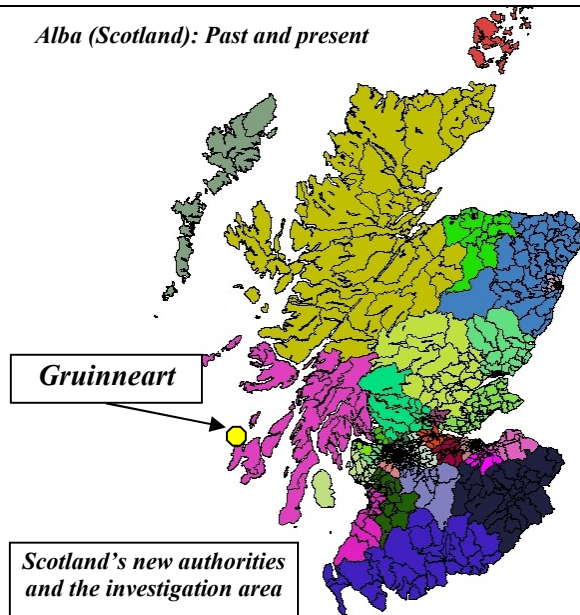 Alba (Scotland): Past and present
Gruinneart
Scotland's new authorities
and the investigation area